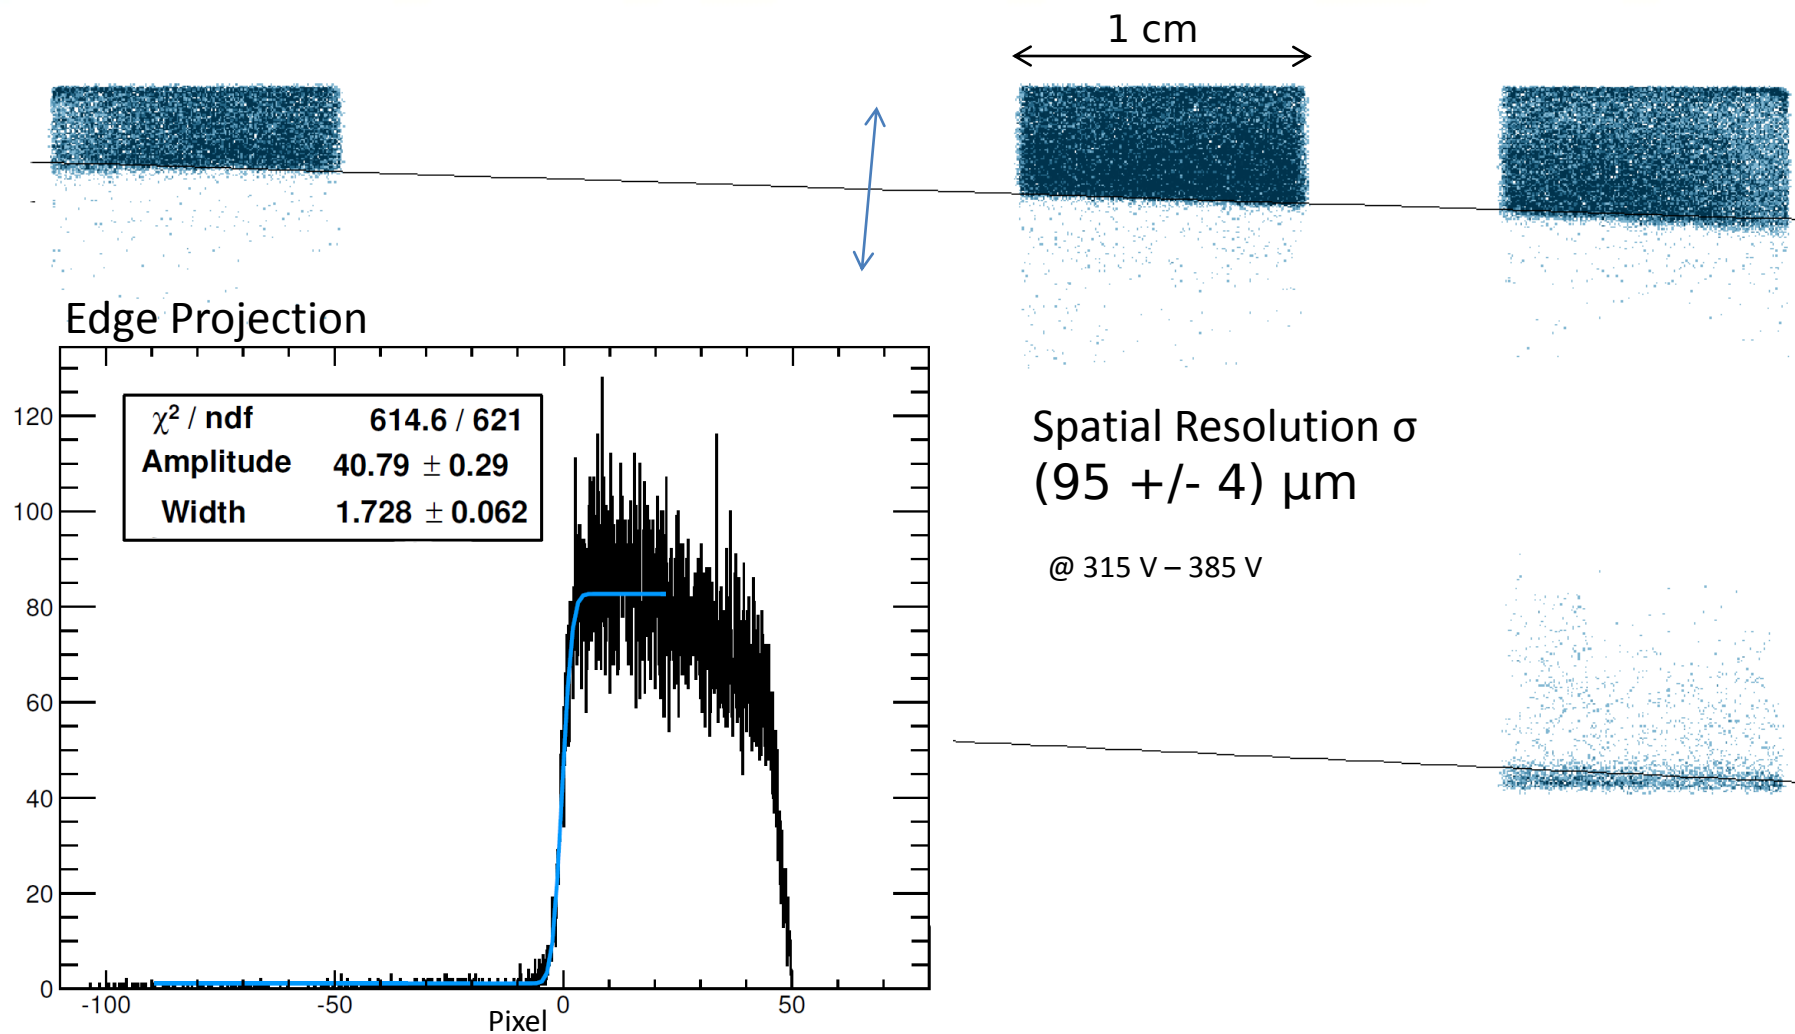 1 cm
Edge Projection
χ² / ndf 614.6 / 621
Amplitude 40.79 ± 0.29
Width 1.728 ± 0.062
120
100
80
60
40
20
0
-100 -50 0 50
Pixel
Spatial Resolution σ
(95 +/- 4) μm
@ 315 V – 385 V